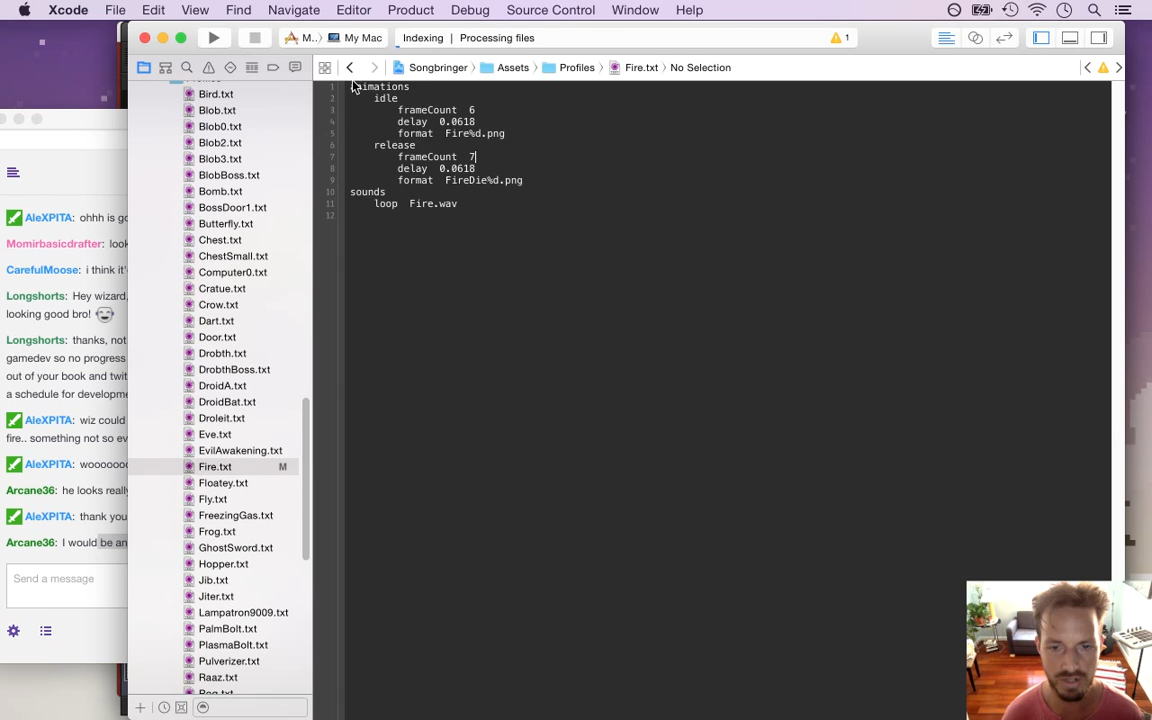 Xcode File Edit View Find Navigate Editor Product Debug Source Control Window Help
M.. My Mac Indexing | Processing files 1
Songbringer Assets Profiles Fire.txt No Selection
Bird.txt
Blob.txt
Blob0.txt
Blob2.txt
Blob3.txt
BlobBoss.txt
Bomb.txt
BossDoor1.txt
Butterfly.txt
Chest.txt
ChestSmall.txt
Computer0.txt
Cratue.txt
Crow.txt
Dart.txt
Door.txt
Drobth.txt
DrobthBoss.txt
DroidA.txt
DroidBat.txt
Droleit.txt
Eve.txt
EvilAwakening.txt
Fire.txt M
Floatey.txt
Fly.txt
FreezingGas.txt
Frog.txt
GhostSword.txt
Hopper.txt
Jib.txt
Jiter.txt
Lampatron9009.txt
PalmBolt.txt
PlasmaBolt.txt
Pulverizer.txt
Raaz.txt
1 animations
2 idle
3 frameCount 6
4 delay 0.0618
5 format Fire%d.png
6 release
7 frameCount 7
8 delay 0.0618
9 format FireDie%d.png
10 sounds
11 loop Fire.wav
12
AleXPITA: ohhh is go
Momirbasicdrafter: look
CarefulMoose: i think it'
Longshorts: Hey wizard,
looking good bro!
Longshorts: thanks, not
gamedev so no progress
out of your book and twit
a schedule for developme
AleXPITA: wiz could
fire.. something not so ev
AleXPITA: wooooooo
Arcane36: he looks really
AleXPITA: thank you
Arcane36: I would be an
Send a message